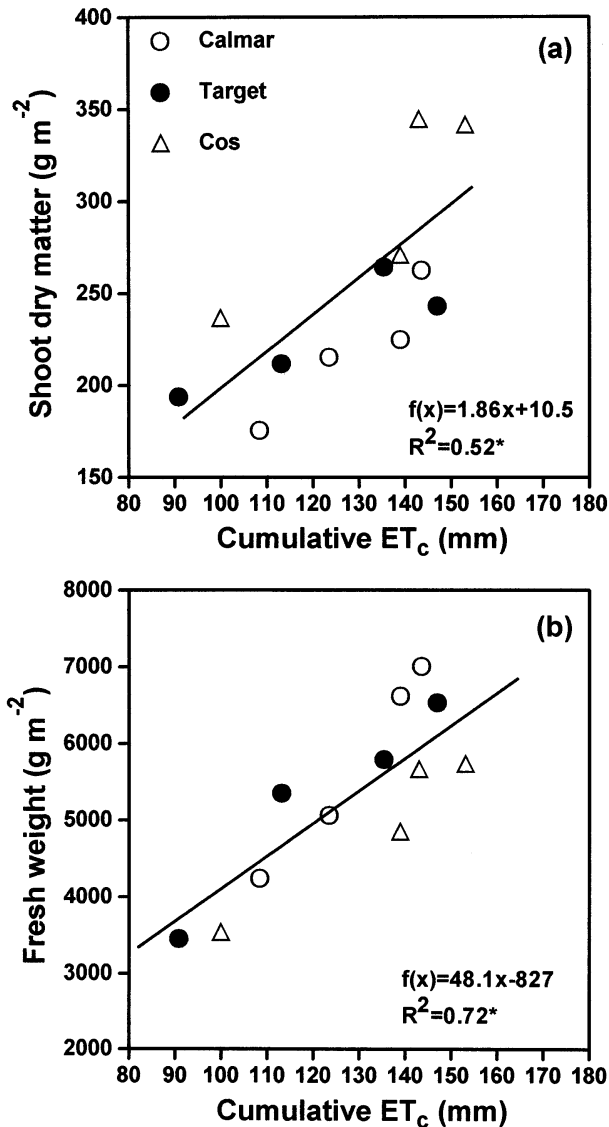 400
350
300
250
200
150
Shoot dry matter (g m⁻²)
Calmar
Target
Cos
(a)
f(x)=1.86x+10.5
R²=0.52*
80 90 100 110 120 130 140 150 160 170 180
Cumulative ETc (mm)
8000
7000
6000
5000
4000
3000
2000
Fresh weight (g m⁻²)
(b)
f(x)=48.1x-827
R²=0.72*
80 90 100 110 120 130 140 150 160 170 180
Cumulative ETc (mm)